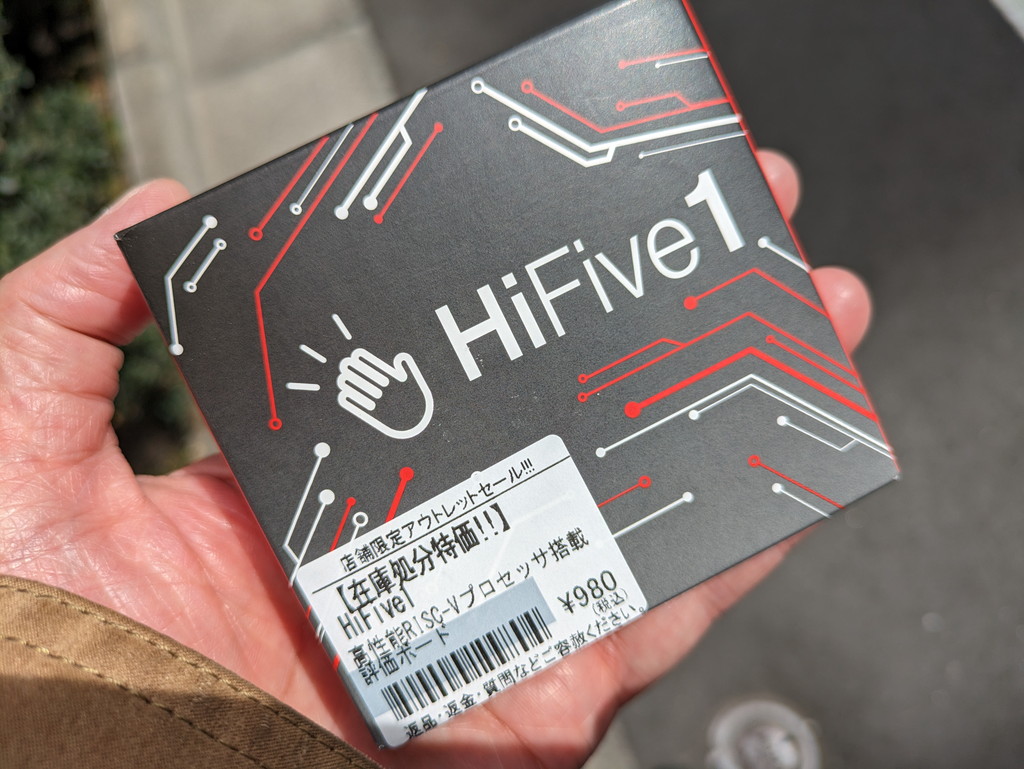 HiFive1
店舗限定アウトレットセール!!!
【在庫処分特価!!】
HiFive1
高性能RISC-Vプロセッサ搭載
評価ボード
¥980
(税込)
返品・返金・質問などご容赦ください。